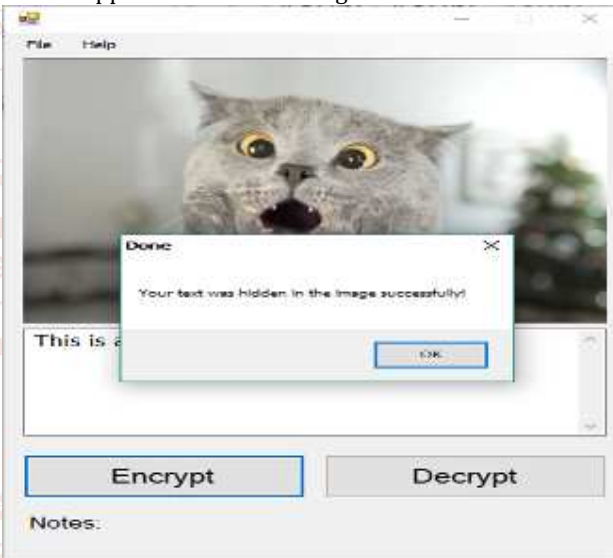 File Help
Done
Your text was hidden in the image successfully!
This is a
OK
Encrypt
Decrypt
Notes: